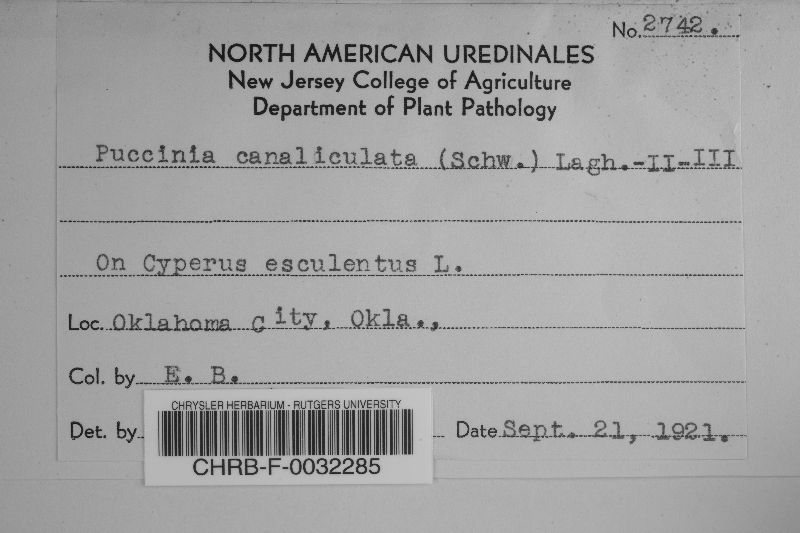 No. 2742.
NORTH AMERICAN UREDINALES
New Jersey College of Agriculture
Department of Plant Pathology
Puccinia canaliculata (Schw.) Lagh.-II-III
On Cyperus esculentus L.
Loc. Oklahoma City, Okla.,
Col. by E. B.
CHRYSLER HERBARIUM - RUTGERS UNIVERSITY
Det. by Date Sept. 21, 1921.
CHRB-F-0032285